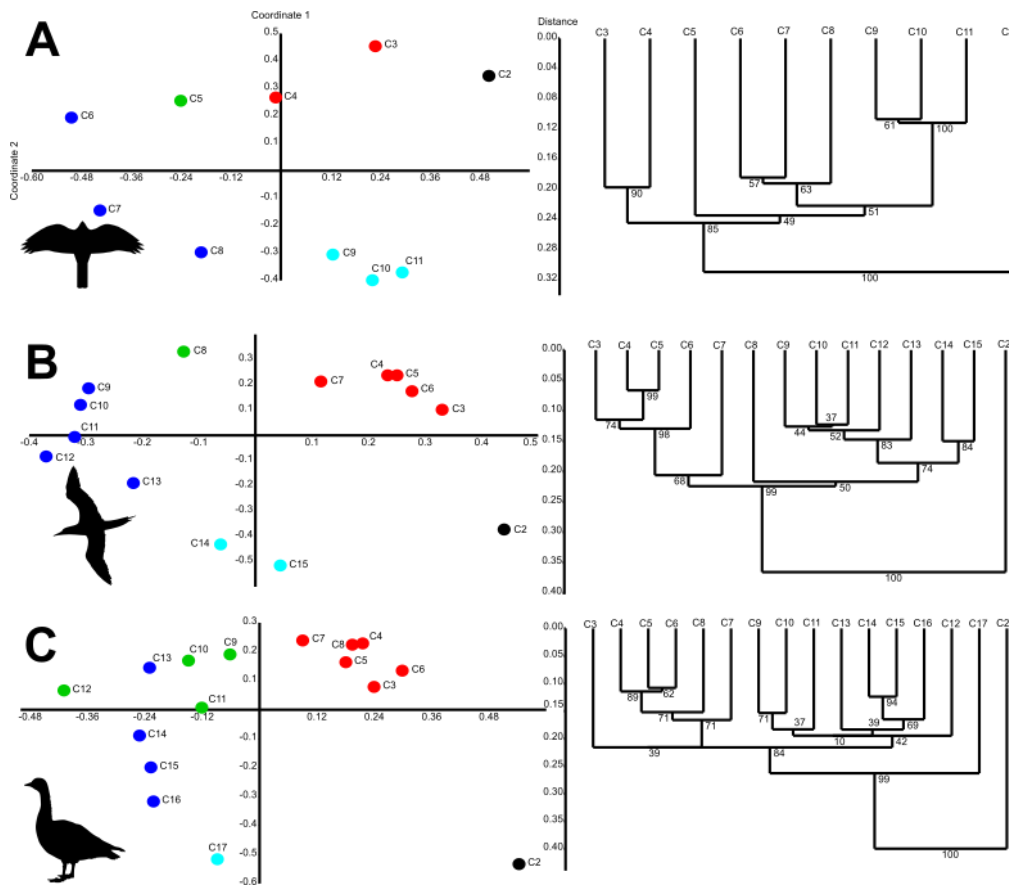 A
Coordinate 1
Coordinate 2
0.5
0.4
0.3
0.2
0.1
-0.60 -0.48 -0.36 -0.24 -0.12 0.12 0.24 0.36 0.48
-0.1
-0.2
-0.3
-0.4
C3
C2
C4
C5
C6
C7
C8
C9
C10
C11
Distance
C3 C4 C5 C6 C7 C8 C9 C10 C11 C
0.00
0.04
0.08
0.12
0.16
0.20
0.24
0.28
0.32
61
100
57
63
90
51
49
85
100
B
0.3
0.2
0.1
-0.4 -0.3 -0.2 -0.1 0.1 0.2 0.3 0.4 0.5
-0.1
-0.2
-0.3
-0.4
-0.5
C8
C9
C10
C11
C12
C13
C14
C15
C7
C4
C5
C6
C3
C2
C3 C4 C5 C6 C7 C8 C9 C10 C11 C12 C13 C14 C15 C2
0.00
0.05
0.10
0.15
0.20
0.25
0.30
0.35
0.40
99
74
98
68
37
44
52
83
84
74
50
99
100
C
0.3
0.2
0.1
-0.48 -0.36 -0.24 -0.12 0.12 0.24 0.36 0.48
-0.1
-0.2
-0.3
-0.4
-0.5
-0.6
C13
C10
C9
C12
C11
C14
C15
C16
C17
C7
C8
C4
C5
C6
C3
C2
C3 C4 C5 C6 C8 C7 C9 C10 C11 C13 C14 C15 C16 C12 C17 C2
0.00
0.05
0.10
0.15
0.20
0.25
0.30
0.35
0.40
89
62
71
71
39
71
37
10
39
94
69
42
84
99
100